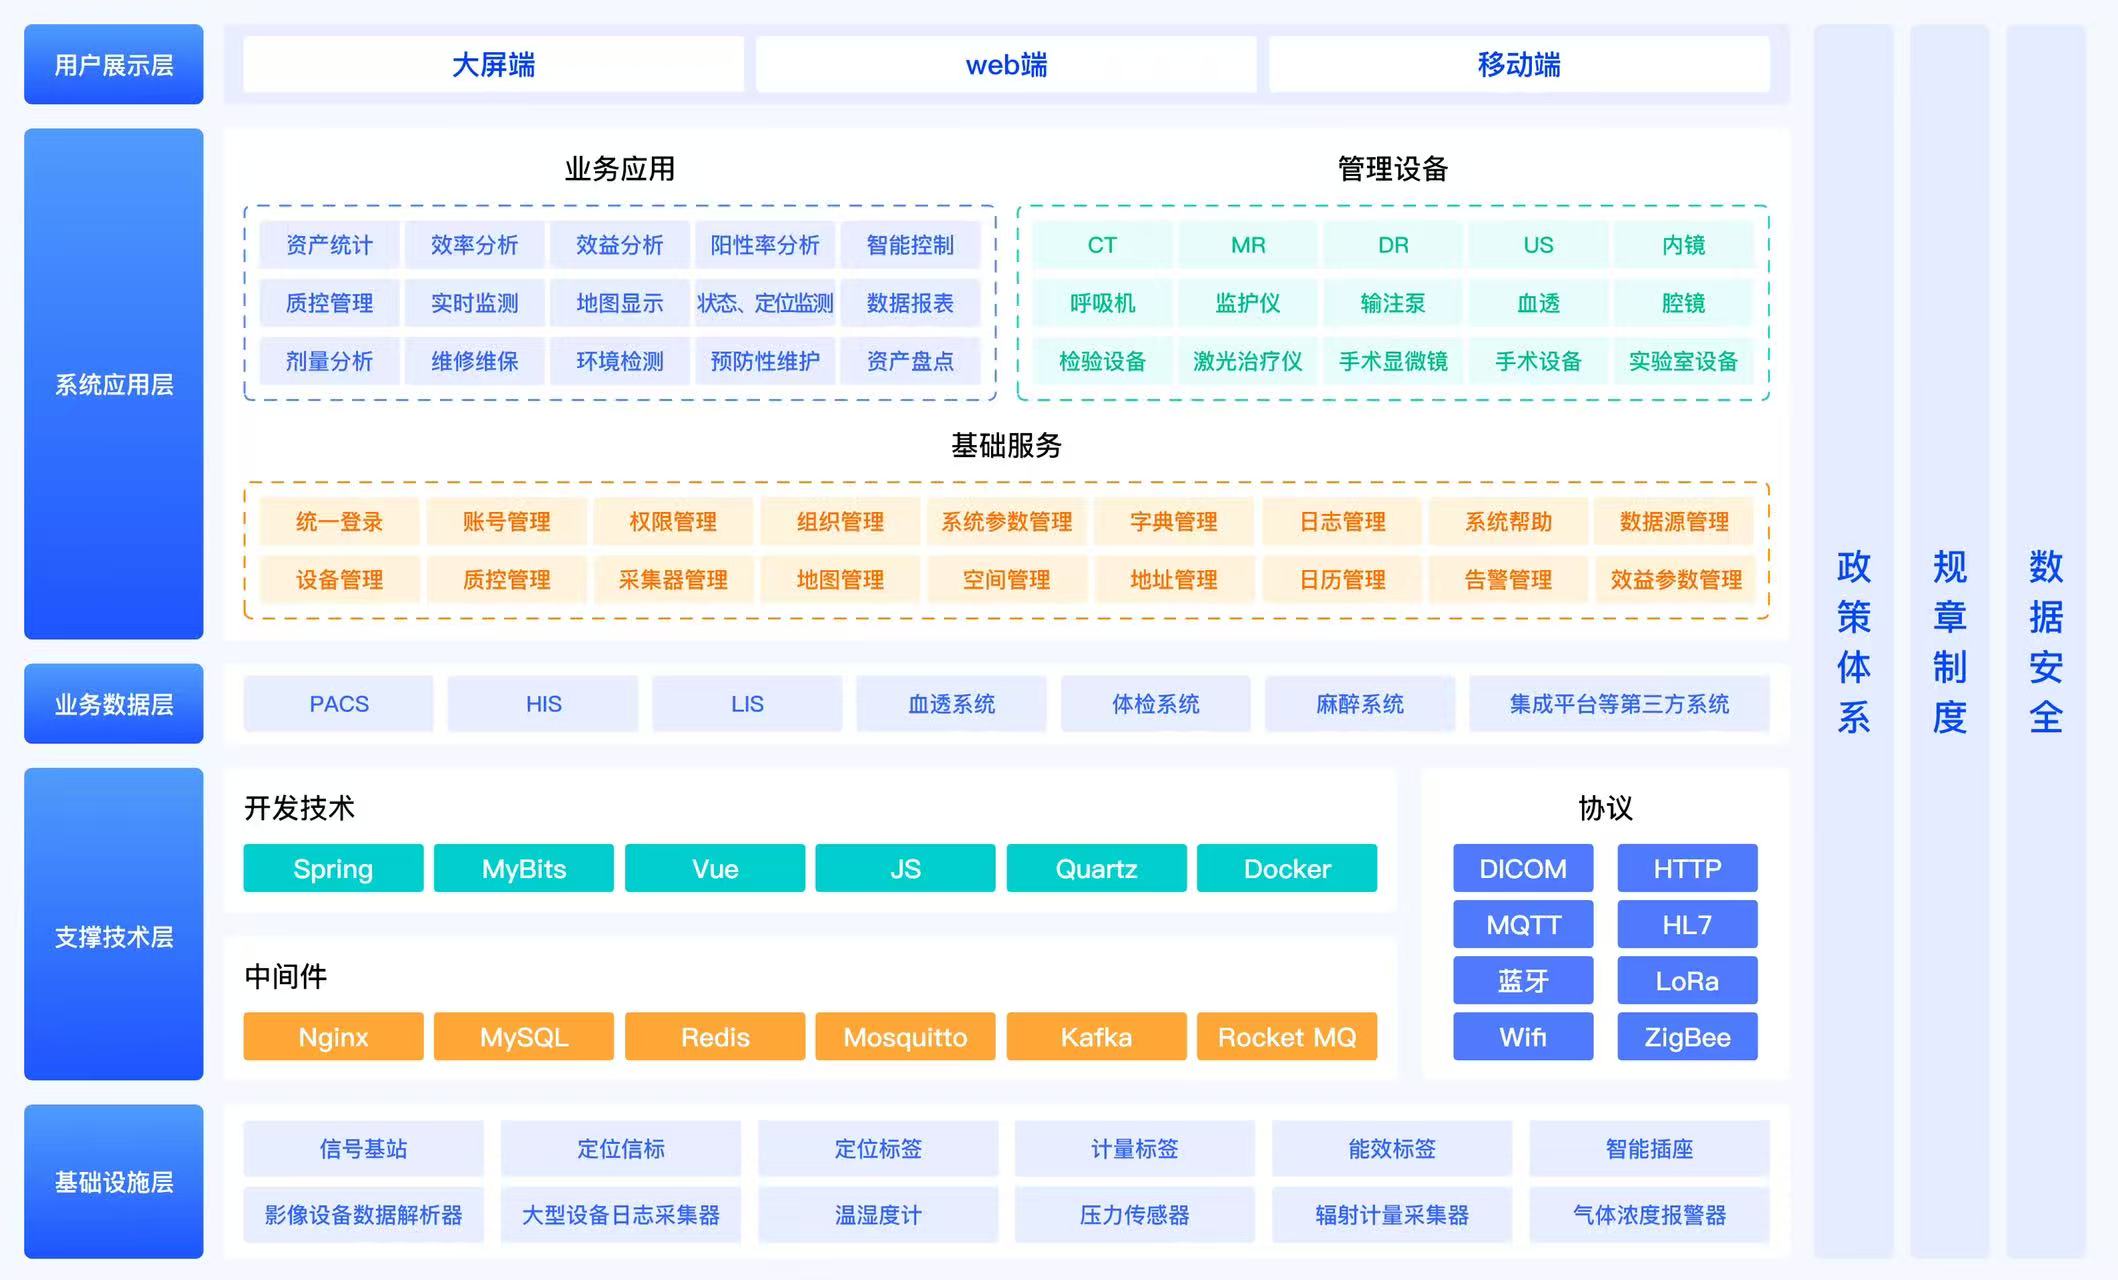 用户展示层
大屏端 web端 移动端
系统应用层
业务应用
资产统计 效率分析 效益分析 阳性率分析 智能控制
质控管理 实时监测 地图显示 状态、定位监测 数据报表
剂量分析 维修维保 环境检测 预防性维护 资产盘点
管理设备
CT MR DR US 内镜
呼吸机 监护仪 输注泵 血透 腔镜
检验设备 激光治疗仪 手术显微镜 手术设备 实验室设备
基础服务
统一登录 账号管理 权限管理 组织管理 系统参数管理 字典管理 日志管理 系统帮助 数据源管理
设备管理 质控管理 采集器管理 地图管理 空间管理 地址管理 日历管理 告警管理 效益参数管理
业务数据层
PACS HIS LIS 血透系统 体检系统 麻醉系统 集成平台等第三方系统
支撑技术层
开发技术
Spring MyBits Vue JS Quartz Docker
中间件
Nginx MySQL Redis Mosquitto Kafka Rocket MQ
协议
DICOM HTTP
MQTT HL7
蓝牙 LoRa
Wifi ZigBee
基础设施层
信号基站 定位信标 定位标签 计量标签 能效标签 智能插座
影像设备数据解析器 大型设备日志采集器 温湿度计 压力传感器 辐射计量采集器 气体浓度报警器
政策体系
规章制度
数据安全